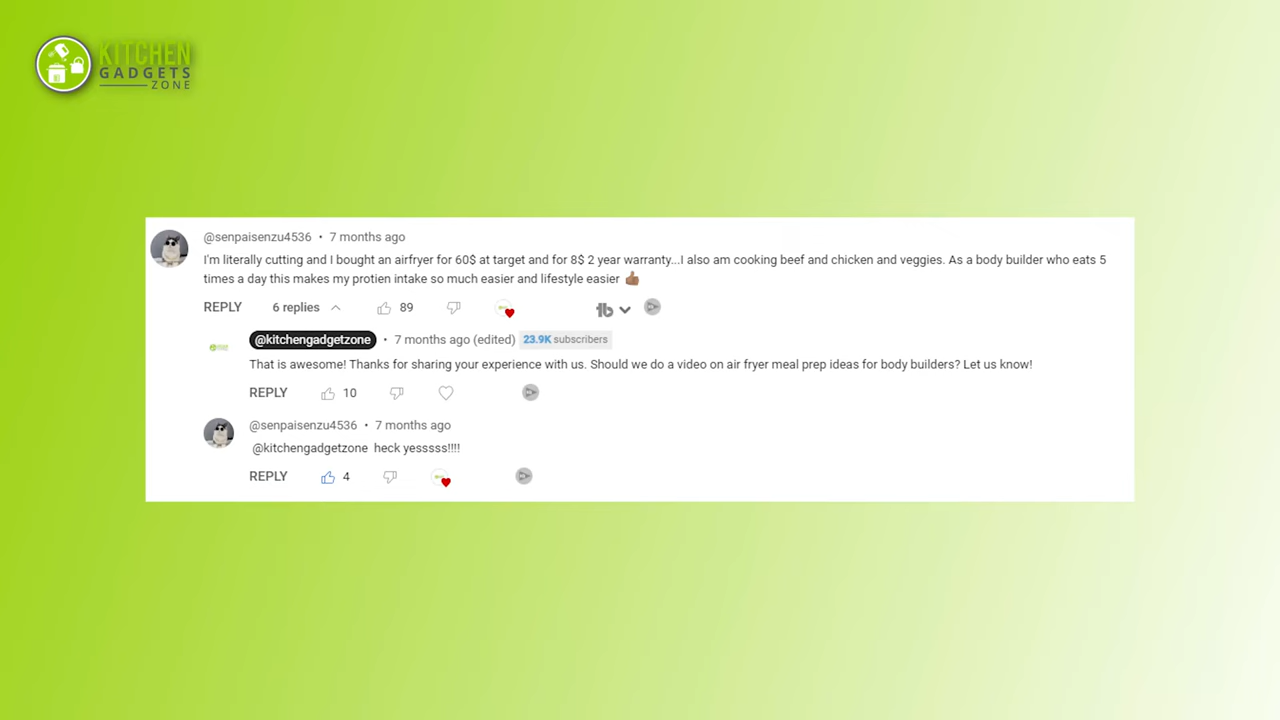 KITCHEN
GADGETS
ZONE
@senpaisenzu4536 • 7 months ago
I'm literally cutting and I bought an airfryer for 60$ at target and for 8$ 2 year warranty...I also am cooking beef and chicken and veggies. As a body builder who eats 5
times a day this makes my protien intake so much easier and lifestyle easier 👍🏽
REPLY 6 replies 89
@kitchengadgetzone • 7 months ago (edited) 23.9K subscribers
That is awesome! Thanks for sharing your experience with us. Should we do a video on air fryer meal prep ideas for body builders? Let us know!
REPLY 10
@senpaisenzu4536 • 7 months ago
@kitchengadgetzone heck yesssss!!!!
REPLY 4